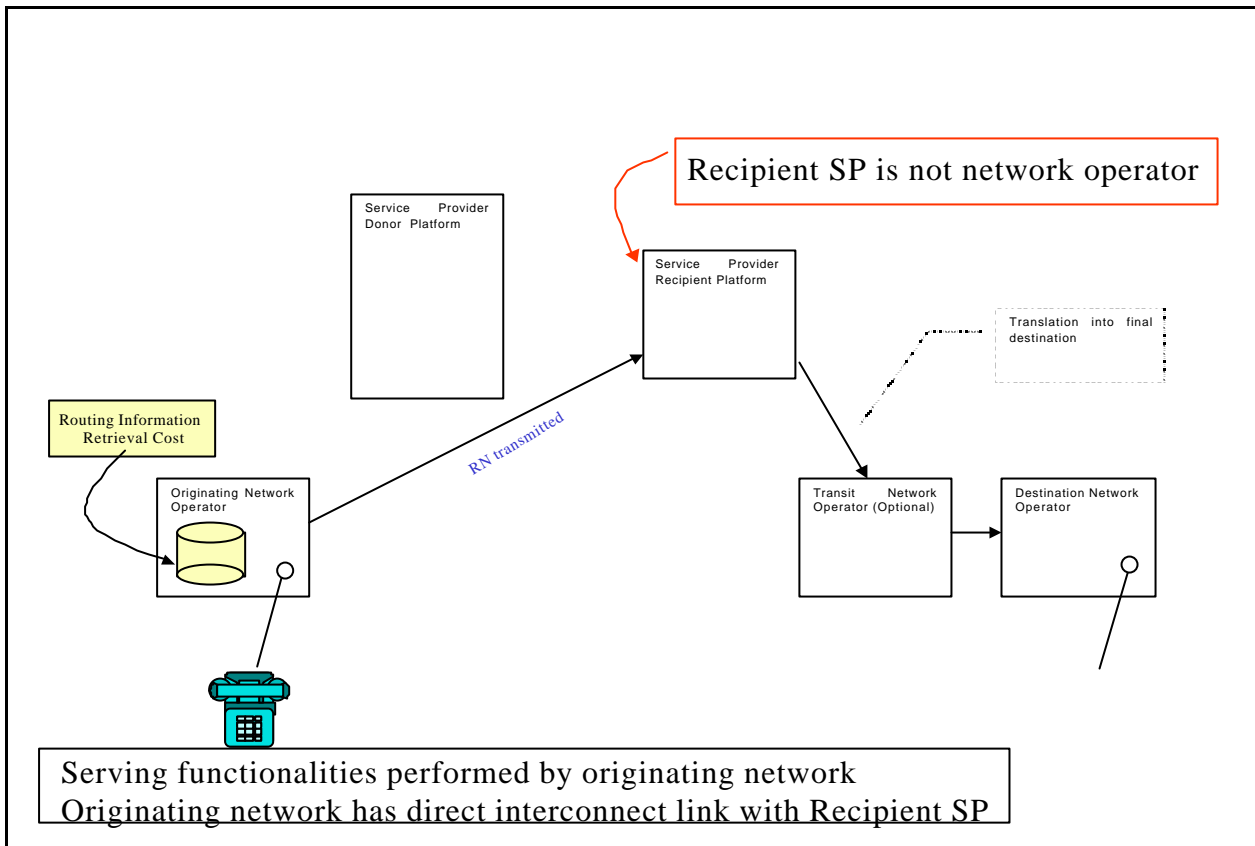 Recipient SP is not network operator
Service Provider
Donor Platform
Service Provider
Recipient Platform
Translation into final
destination
Routing Information
Retrieval Cost
RN transmitted
Originating Network
Operator
Transit Network
Operator (Optional)
Destination Network
Operator
Serving functionalities performed by originating network
Originating network has direct interconnect link with Recipient SP